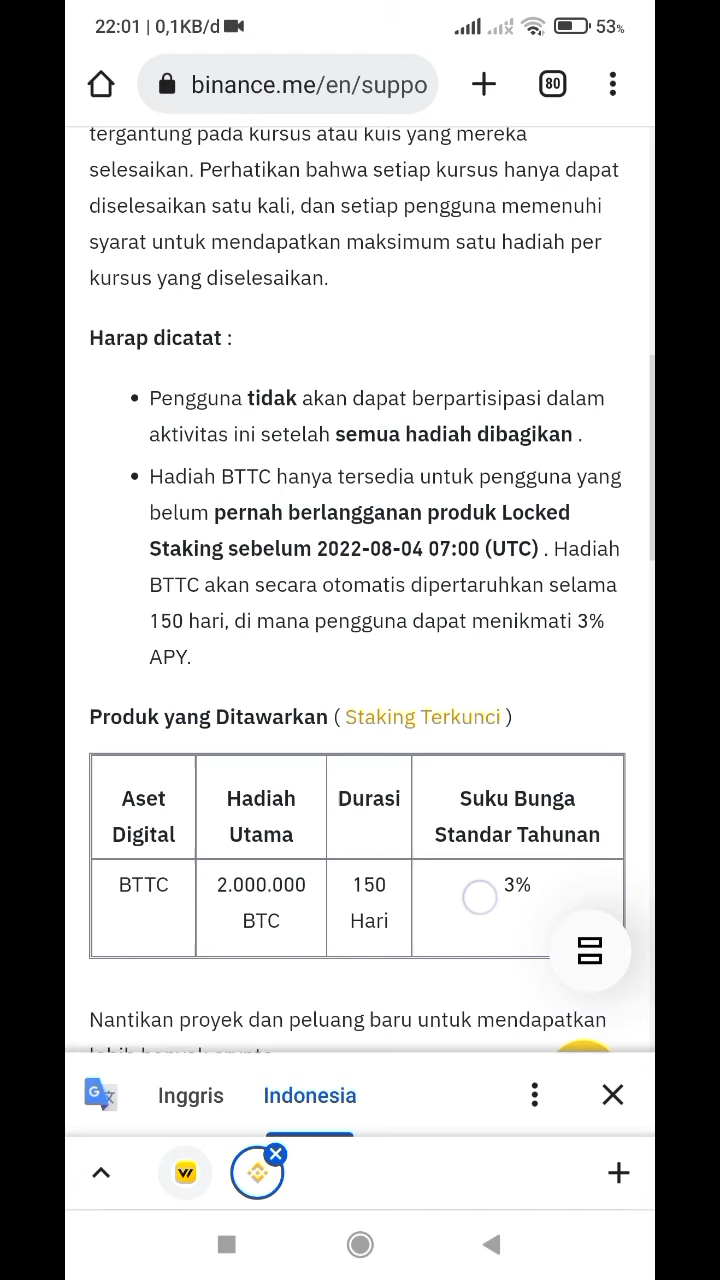 22:01 | 0,1KB/d
53%
binance.me/en/suppo
80
tergantung pada kursus atau kuis yang mereka
selesaikan. Perhatikan bahwa setiap kursus hanya dapat
diselesaikan satu kali, dan setiap pengguna memenuhi
syarat untuk mendapatkan maksimum satu hadiah per
kursus yang diselesaikan.
Harap dicatat :
• Pengguna tidak akan dapat berpartisipasi dalam
aktivitas ini setelah semua hadiah dibagikan .
• Hadiah BTTC hanya tersedia untuk pengguna yang
belum pernah berlangganan produk Locked
Staking sebelum 2022-08-04 07:00 (UTC) . Hadiah
BTTC akan secara otomatis dipertaruhkan selama
150 hari, di mana pengguna dapat menikmati 3%
APY.
Produk yang Ditawarkan ( Staking Terkunci )
Aset Digital
Hadiah Utama
Durasi
Suku Bunga Standar Tahunan
BTTC
2.000.000 BTC
150 Hari
3%
Nantikan proyek dan peluang baru untuk mendapatkan
Inggris
Indonesia